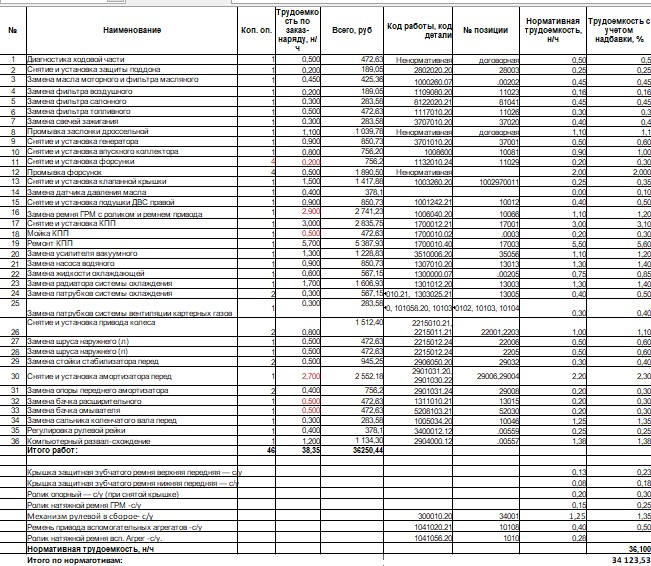 № Наименование Кол. оп. Трудоемко сть по заказ-наряду, н/ч Всего, руб Код работы, код детали № позиции Нормативная трудоемкость, н/ч Трудоемкость с учетом надбавки, %
1 Диагностика ходовой части 1 0,500 472,63 Ненормативная договорная 0,50 0,5
2 Снятие и установка защиты поддона 1 0,200 189,05 2802020.20 28003 0,25 0,25
3 Замена масла моторного и фильтра масляного 1 0,450 425,36 1000260.07 .00202 0,45 0,45
4 Замена фильтра воздушного 1 0,200 189,05 1109080.20 11023 0,16 0,16
5 Замена фильтра салонного 1 0,300 283,58 8122020.21 81041 0,45 0,45
6 Замена фильтра топливного 1 0,500 472,63 1117010.20 11026 0,30 0,3
7 Замена свечей зажигания 1 0,300 283,58 3707010.20 37020 0,40 0,4
8 Промывка заслонки дроссельной 1 1,100 1 039,78 Ненормативная договорная 1,10 1,1
9 Снятие и установка генератора 1 0,900 850,73 3701010.20 37001 0,50 0,60
10 Снятие и установка впускного коллектора 1 0,800 756,20 1008600 10081 0,90 1,00
11 Снятие и установка форсунки 4 0,200 756,2 1132010.24 11029 0,20 0,30
12 Промывка форсунок 4 0,500 1 890,50 Ненормативная 2,00 2,000
13 Снятие и установка клапанной крышки 1 1,500 1 417,88 1003260.20 1002970011 0,25 0,35
14 Замена датчика давления масла 1 0,400 378,1 0,00 0,10
15 Снятие и установка подушки ДВС правой 1 0,900 850,73 1001242.21 10012 0,40 0,50
16 Замена ремня ГРМ с роликом и ремнем привода 1 2,900 2 741,23 1006040.20 10066 1,10 1,20
17 Снятие и установка КПП 1 3,000 2 835,75 1700012.21 17001 3,00 3,10
18 Мойка КПП 1 0,500 472,63 1700010.02 .0003 0,20 0,30
19 Ремонт КПП 1 5,700 5 387,93 1700010.40 17003 5,50 5,60
20 Замена усилителя вакуумного 1 1,300 1 228,83 3510006.20 35056 1,10 1,20
21 Замена насоса водяного 1 0,900 850,73 1307010.20 13013 1,30 1,40
22 Замена жидкости охлаждающей 1 0,600 567,15 1300000.07 .00205 0,75 0,85
23 Замена радиатора системы охлаждения 1 1,700 1 606,93 1301012.20 13003 1,30 1,40
24 Замена патрубков системы охлаждения 2 0,300 567,15 010.21, 1303025.21 13005 0,40 0,50
25 Замена патрубков системы вентиляции картерных газов 1 0,300 283,58 0, 101058.20, 10103 0102, 10103, 10104 0,30 0,40
26 Снятие и установка привода колеса 2 0,800 1 512,40 2215010.21, 2215011.21 22001,2203 1,00 1,10
27 Замена шруса наружнего (л) 1 0,500 472,63 2215012.24 22006 0,50 0,60
28 Замена шруса наружнего (п) 1 0,500 472,63 2215012.24 2205 0,50 0,60
29 Замена стойки стабилизатора перед 2 0,500 945,25 2906050.20 29032 0,30 0,40
30 Снятие и установка амортизатора перед 1 2,700 2 552,18 2901031.20, 2901030.22 29006,29004 2,20 2,30
31 Замена опоры переднего амортизатора 2 0,400 756,2 2901031.24 29008 0,20 0,30
32 Замена бачка расширительного 1 0,500 472,63 1311010.21 13015 0,20 0,30
33 Замена бачка омывателя 1 0,500 472,63 5208103.21 52030 0,20 0,30
34 Замена сальника коленчатого вала перед 1 0,300 283,58 1005034.20 10046 1,25 1,35
35 Регулировка рулевой рейки 1 0,400 378,1 3400012.12 .00559 0,25 0,25
36 Компьютерный развал-схождение 1 1,200 1 134,30 2904000.12 .00557 1,38 1,38
Итого работ: 46 38,35 36250,44
Крышка защитная зубчатого ремня верхняя передняя — с/у 0,13 0,23
Крышка защитная зубчатого ремня нижняя передняя — с/у 0,08 0,18
Ролик опорный — с/у (при снятой крышке) 0,20 0,30
Ролик натяжной ремня ГРМ -с/у 0,15 0,25
Механизм рулевой в сборе- с/у 300010.20 34001 1,25 1,35
Ремень привода вспомогательных агрегатов -с/у 1041020.21 10108 0,40 0,50
Ролик натяжной ремня всп. Агрег -с/у. 1041056.20 1010 0,28
Нормативная трудоемкость, н/ч 36,100
Итого по нормативам: 34 123,53